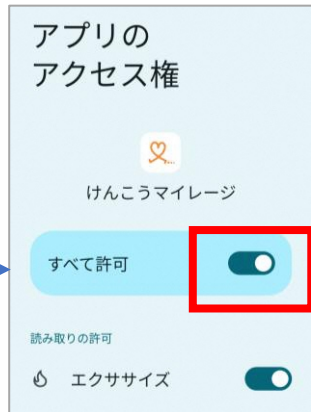 アプリの
アクセス権
けんこうマイレージ
すべて許可
読み取りの許可
エクササイズ